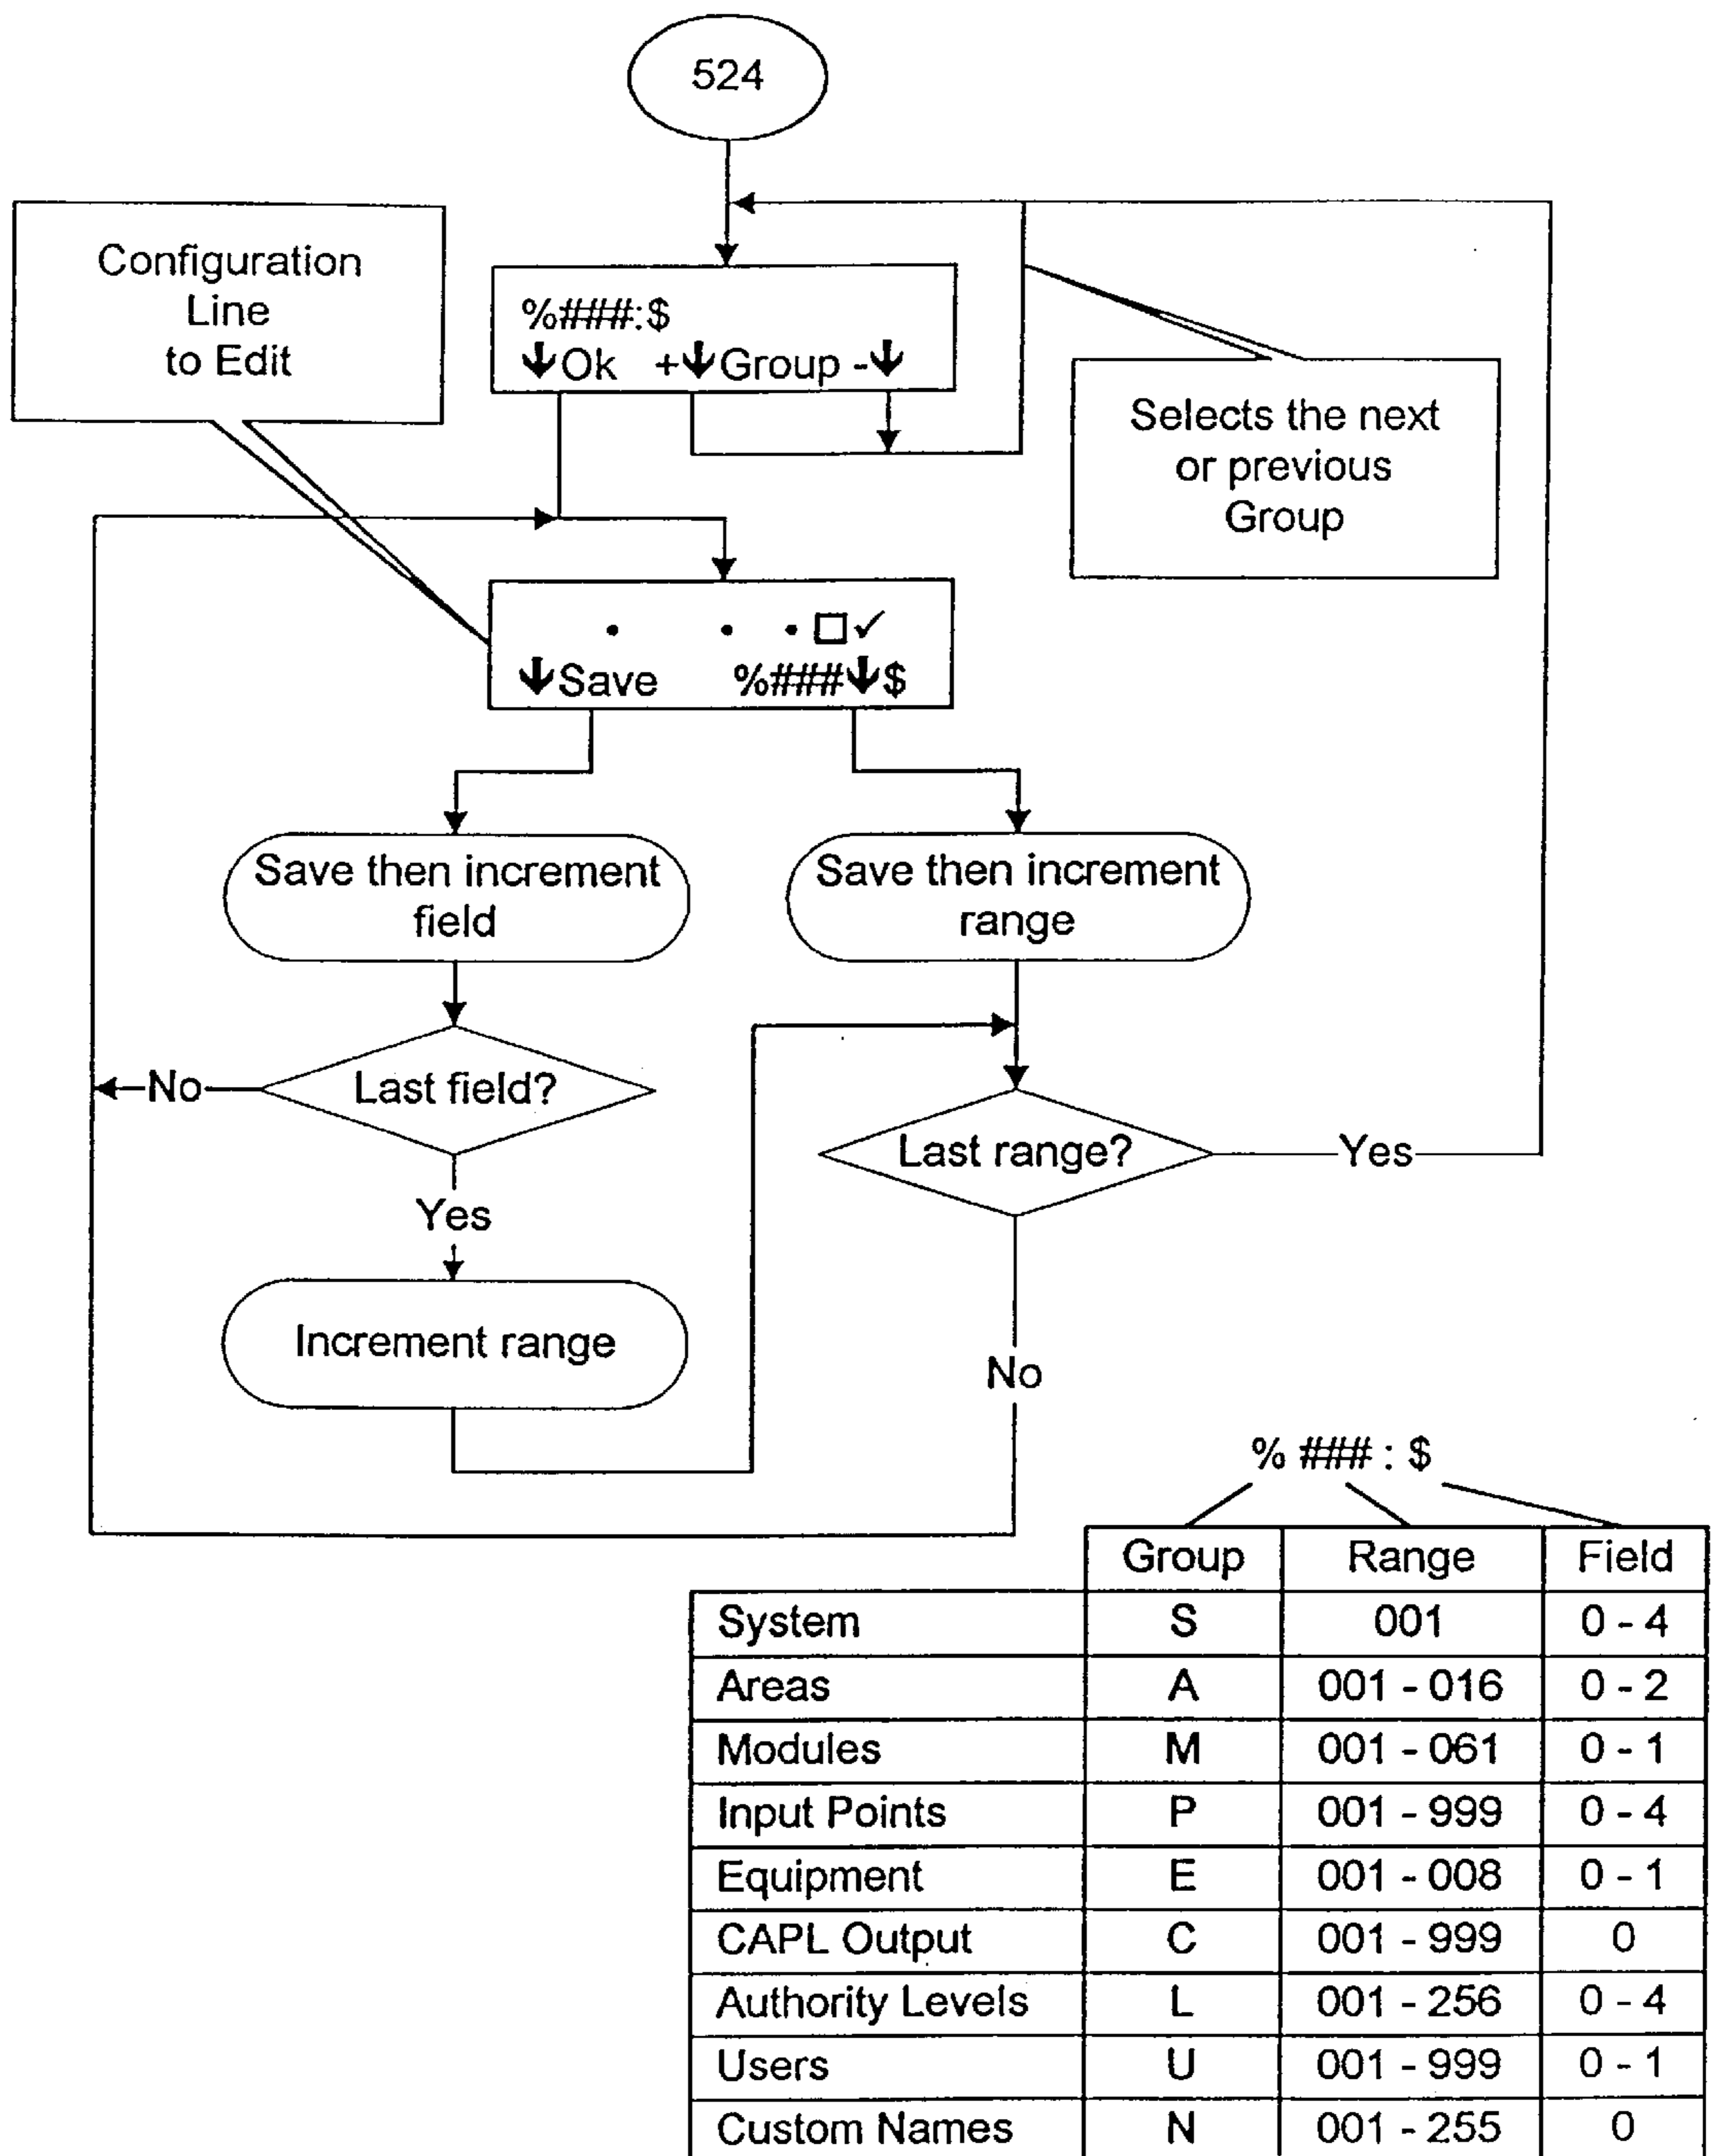 524
Configuration
Line
to Edit
%###:$
↓Ok +↓Group -↓
Selects the next
or previous
Group
• • •□✓
↓Save %###↓$
Save then increment
field
Save then increment
range
Last field?
No
Yes
Last range?
Yes
Increment range
No
% ### : $
Group Range Field
System S 001 0 - 4
Areas A 001 - 016 0 - 2
Modules M 001 - 061 0 - 1
Input Points P 001 - 999 0 - 4
Equipment E 001 - 008 0 - 1
CAPL Output C 001 - 999 0
Authority Levels L 001 - 256 0 - 4
Users U 001 - 999 0 - 1
Custom Names N 001 - 255 0